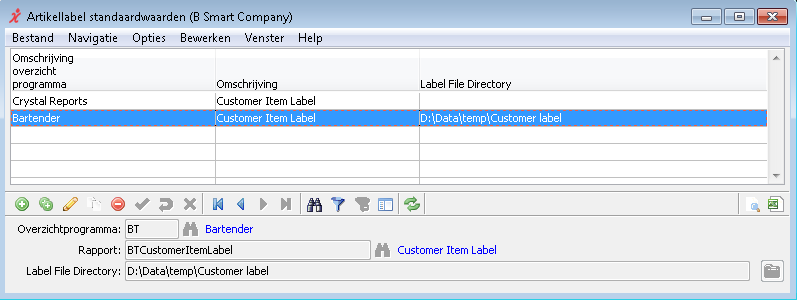 Artikellabel standaardwaarden (B Smart Company)
Bestand Navigatie Opties Bewerken Venster Help
Omschrijving
overzicht
programma Omschrijving Label File Directory
Crystal Reports Customer Item Label
Bartender Customer Item Label D:\Data\temp\Customer label
Overzichtprogramma: BT Bartender
Rapport: BTCustomerItemLabel Customer Item Label
Label File Directory: D:\Data\temp\Customer label